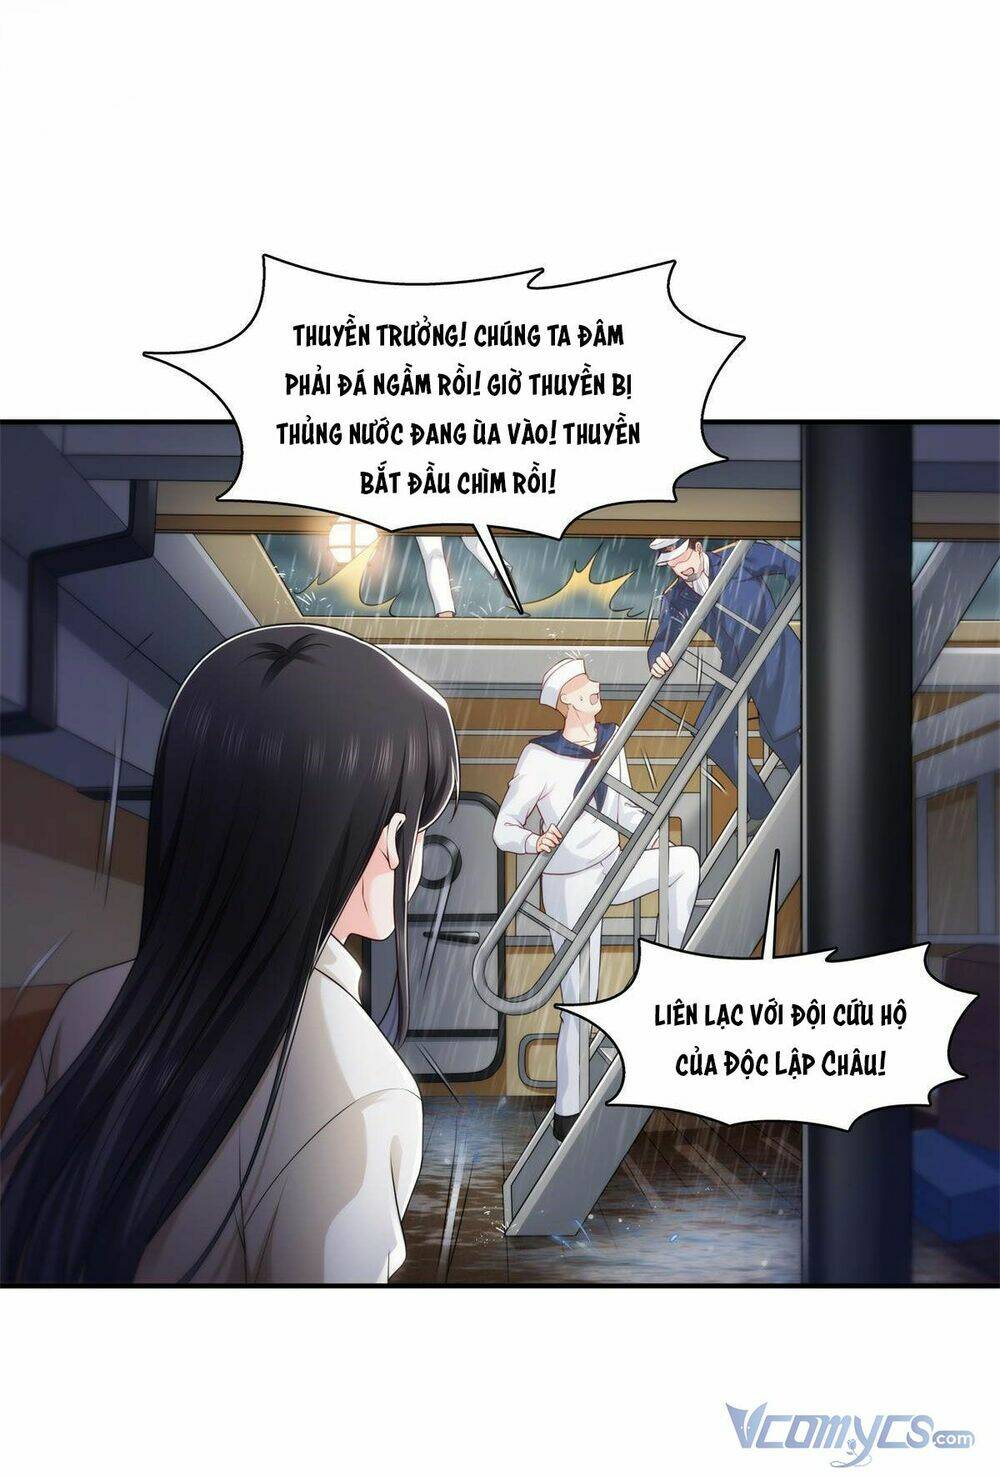 THUYỀN TRƯỞNG! CHÚNG TA ĐÂM
PHẢI ĐÁ NGẦM RỒI! GIỜ THUYỀN BỊ
THỦNG NƯỚC ĐANG ÙA VÀO! THUYỀN
BẮT ĐẦU CHÌM RỒI!
LIÊN LẠC VỚI ĐỘI CỨU HỘ
CỦA ĐỘC LẬP CHÂU!
VCOMYCS.com